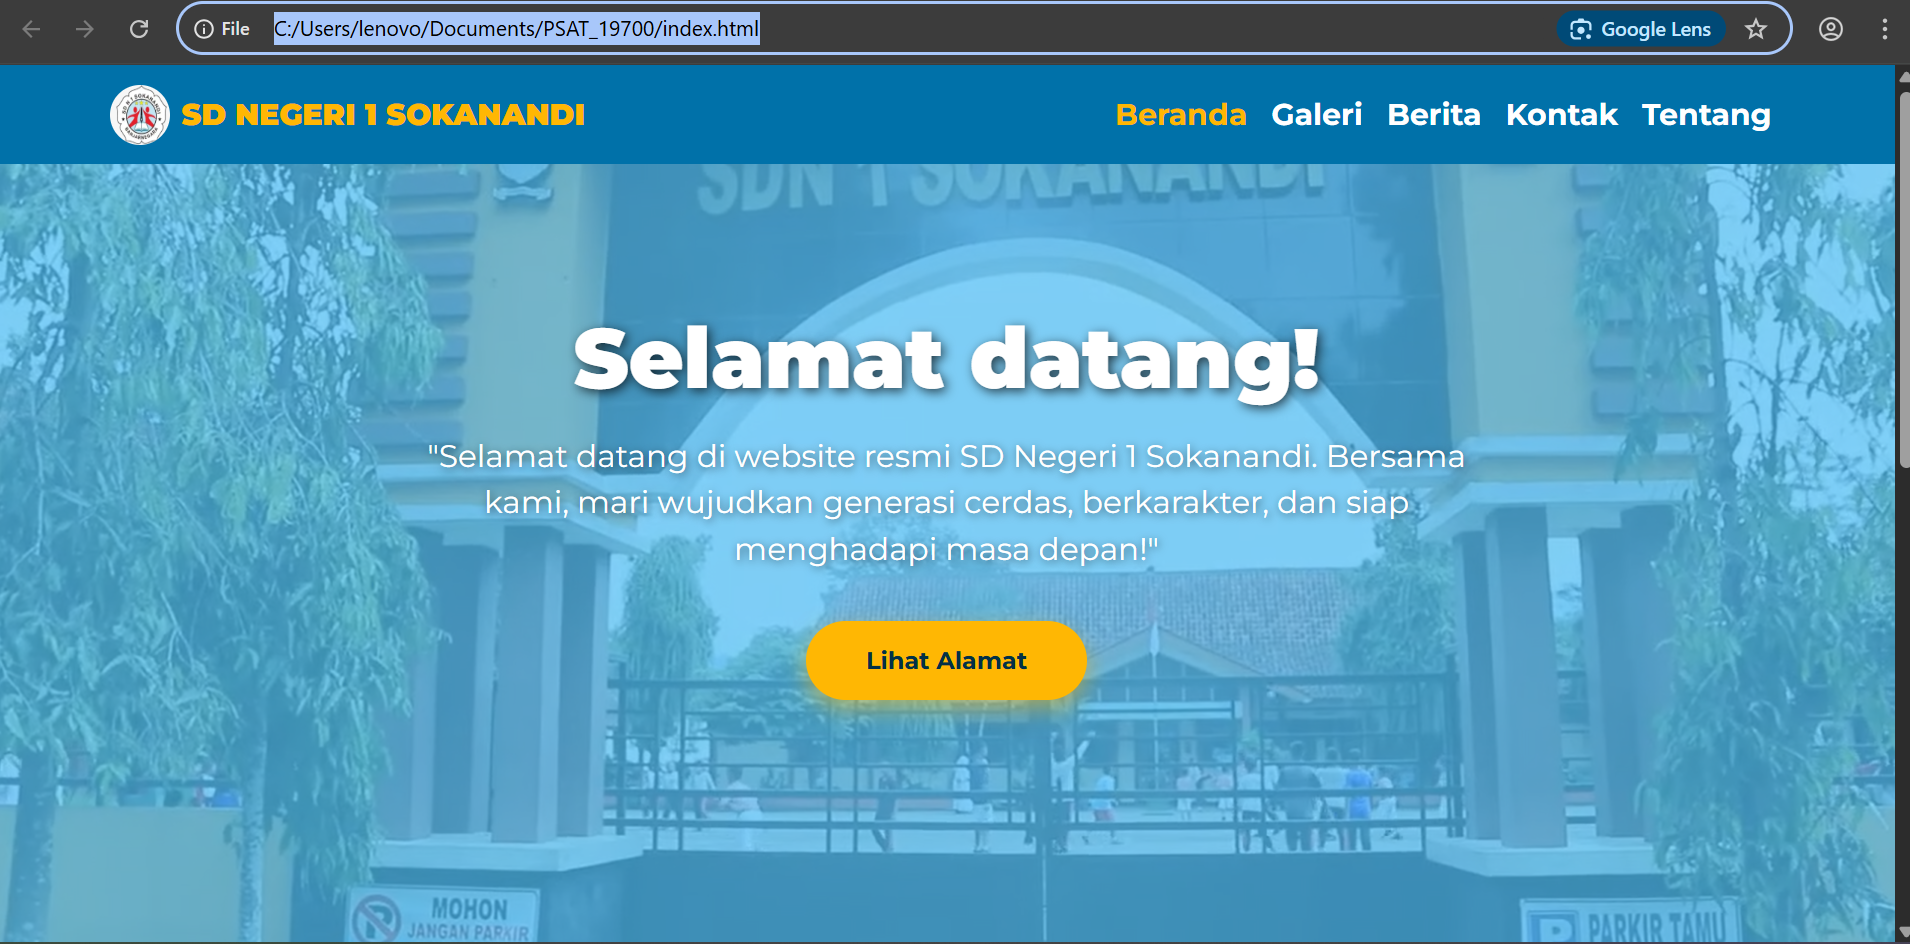 File C:/Users/lenovo/Documents/PSAT_19700/index.html Google Lens
SD NEGERI 1 SOKANANDI
Beranda Galeri Berita Kontak Tentang
SDN 1 SOKANANDI
Selamat datang!
"Selamat datang di website resmi SD Negeri 1 Sokanandi. Bersama
kami, mari wujudkan generasi cerdas, berkarakter, dan siap
menghadapi masa depan!"
Lihat Alamat
MOHON
JANGAN PARKIR
P PARKIR TAMU